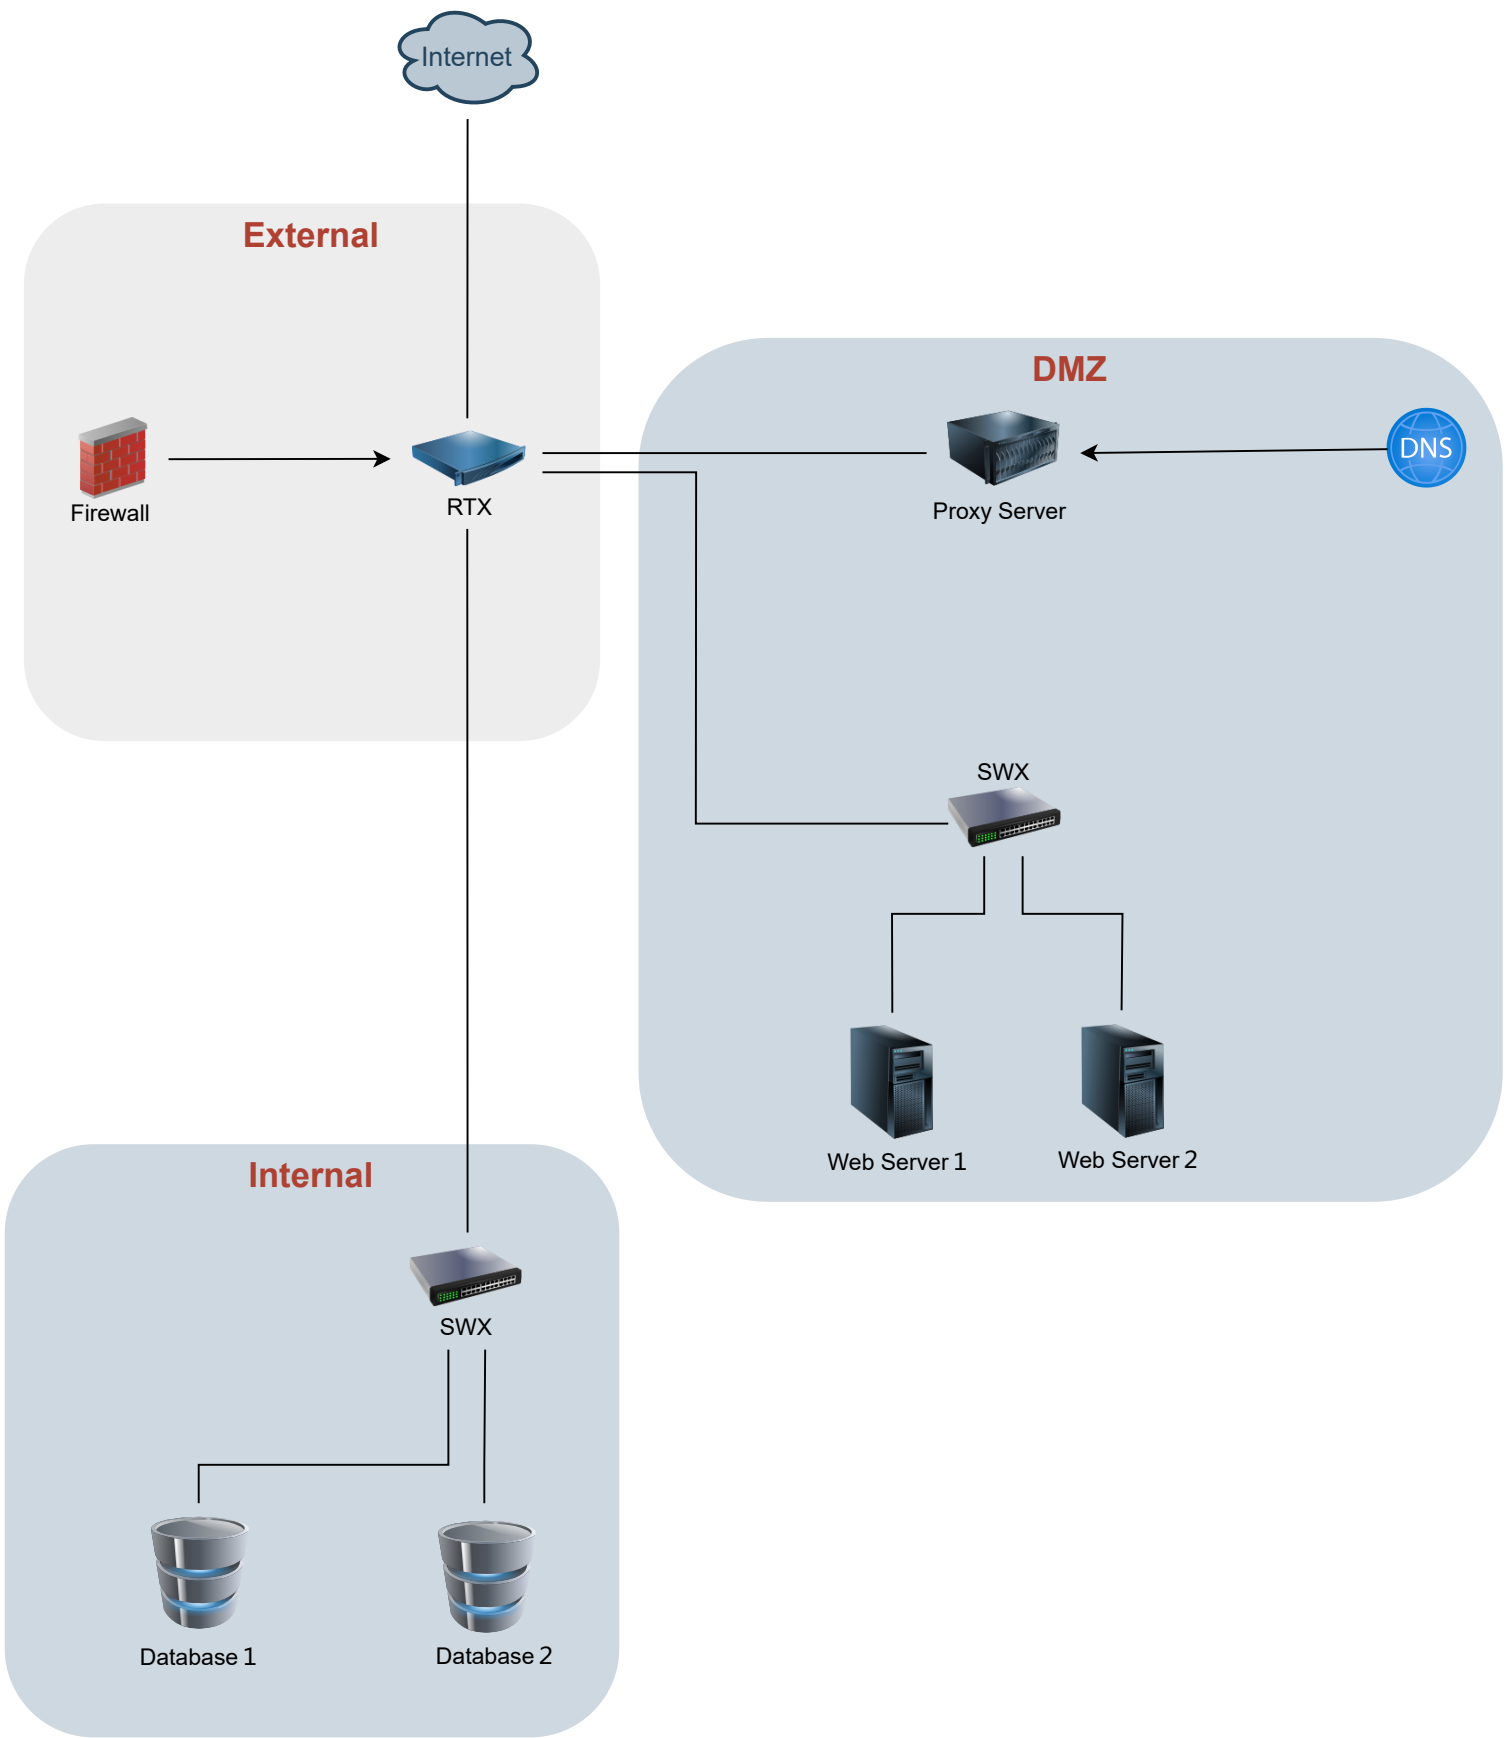 Internet
External
Firewall
RTX
DMZ
Proxy Server
DNS
SWX
Web Server 1
Web Server 2
Internal
SWX
Database 1
Database 2